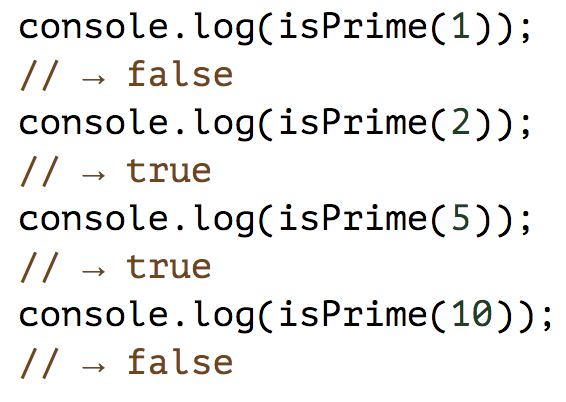 console.log(isPrime(1));
// → false
console.log(isPrime(2));
// → true
console.log(isPrime(5));
// → true
console.log(isPrime(10));
// → false